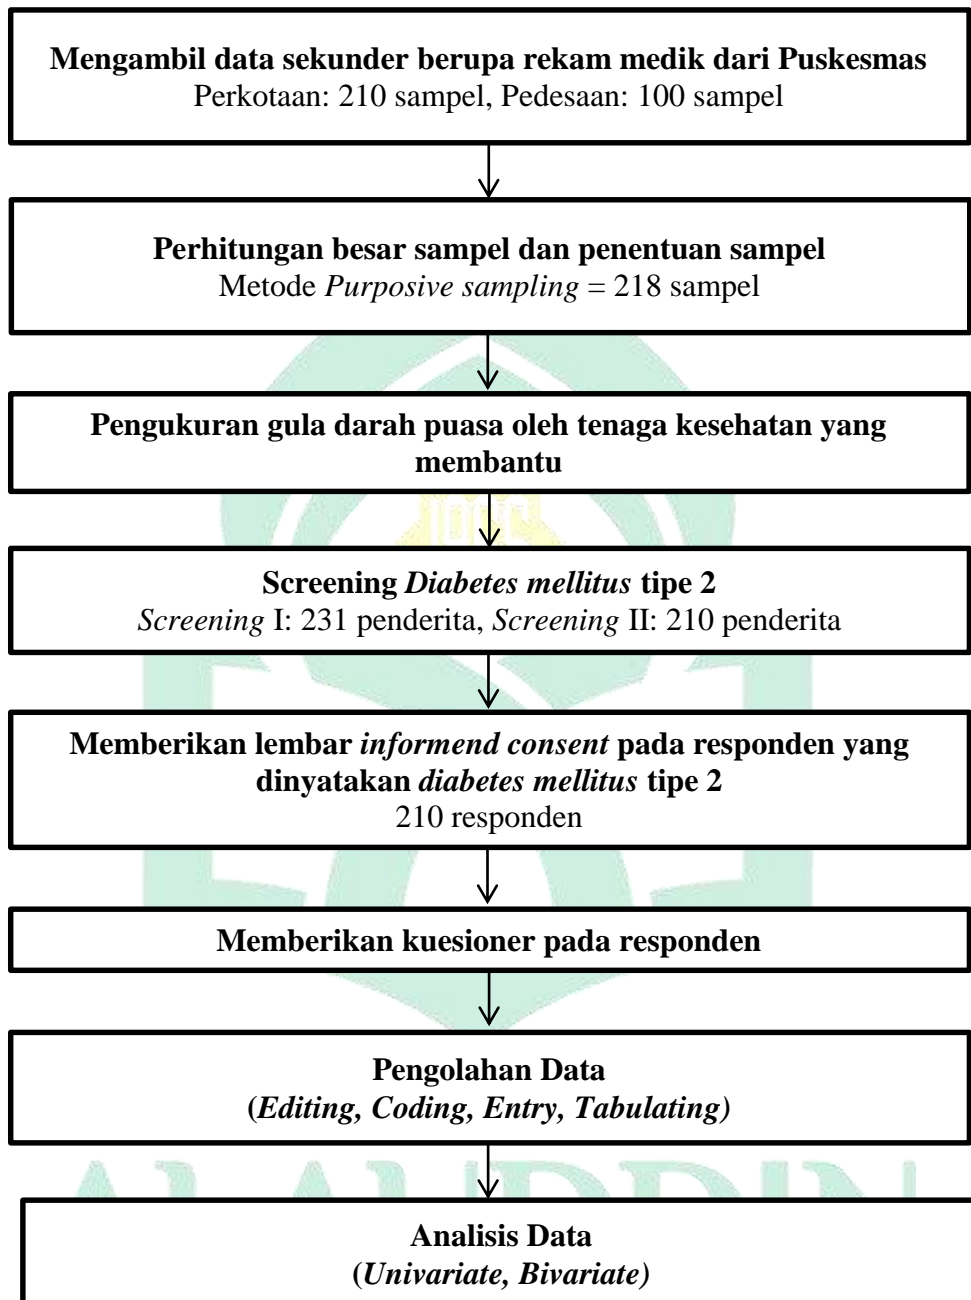 Mengambil data sekunder berupa rekam medik dari Puskesmas
Perkotaan: 210 sampel, Pedesaan: 100 sampel
Perhitungan besar sampel dan penentuan sampel
Metode Purposive sampling = 218 sampel
Pengukuran gula darah puasa oleh tenaga kesehatan yang
membantu
Screening Diabetes mellitus tipe 2
Screening I: 231 penderita, Screening II: 210 penderita
Memberikan lembar informend consent pada responden yang
dinyatakan diabetes mellitus tipe 2
210 responden
Memberikan kuesioner pada responden
Pengolahan Data
(Editing, Coding, Entry, Tabulating)
ALAUDDIN
Analisis Data
(Univariate, Bivariate)